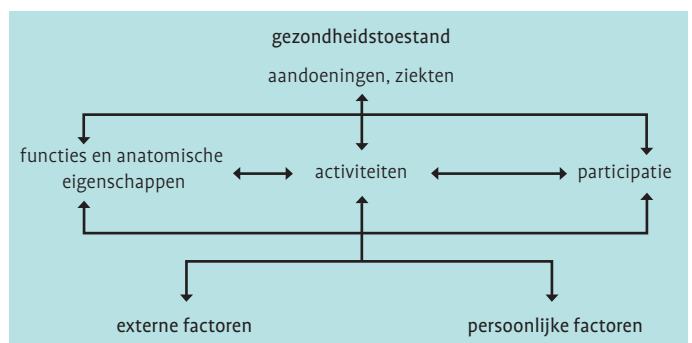 gezondheidstoestand
aandoeningen, ziekten
functies en anatomische
eigenschappen
activiteiten
participatie
externe factoren
persoonlijke factoren